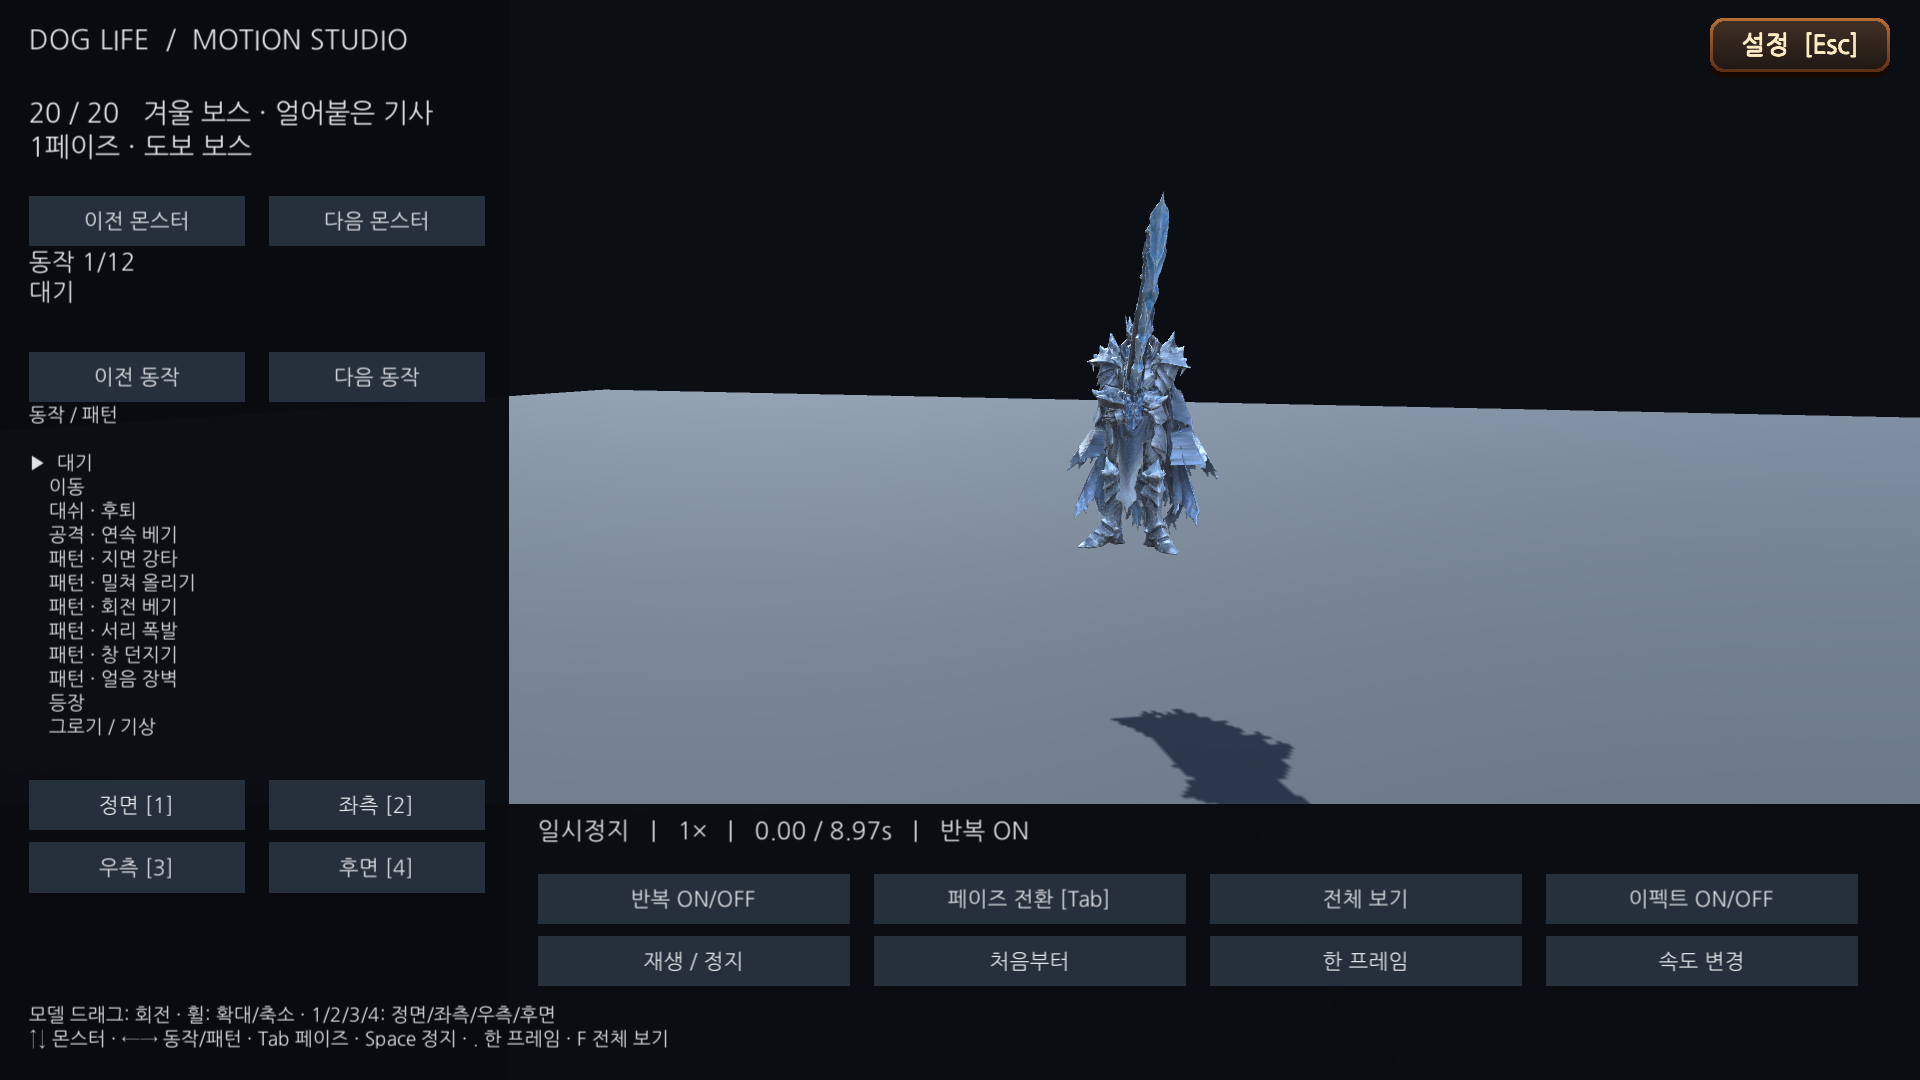 DOG LIFE / MOTION STUDIO
설정 [Esc]
20 / 20 겨울 보스 · 얼어붙은 기사
1페이즈 · 도보 보스
이전 몬스터
다음 몬스터
동작 1/12
대기
이전 동작
다음 동작
동작 / 패턴
▶ 대기
이동
대쉬 · 후퇴
공격 · 연속 베기
패턴 · 지면 강타
패턴 · 밀쳐 올리기
패턴 · 회전 베기
패턴 · 서리 폭발
패턴 · 창 던지기
패턴 · 얼음 장벽
등장
그로기 / 기상
정면 [1]
좌측 [2]
우측 [3]
후면 [4]
일시정지 | 1× | 0.00 / 8.97s | 반복 ON
반복 ON/OFF
페이즈 전환 [Tab]
전체 보기
이펙트 ON/OFF
재생 / 정지
처음부터
한 프레임
속도 변경
모델 드래그: 회전 · 휠: 확대/축소 · 1/2/3/4: 정면/좌측/우측/후면
↑↓ 몬스터 · ←→ 동작/패턴 · Tab 페이즈 · Space 정지 · . 한 프레임 · F 전체 보기